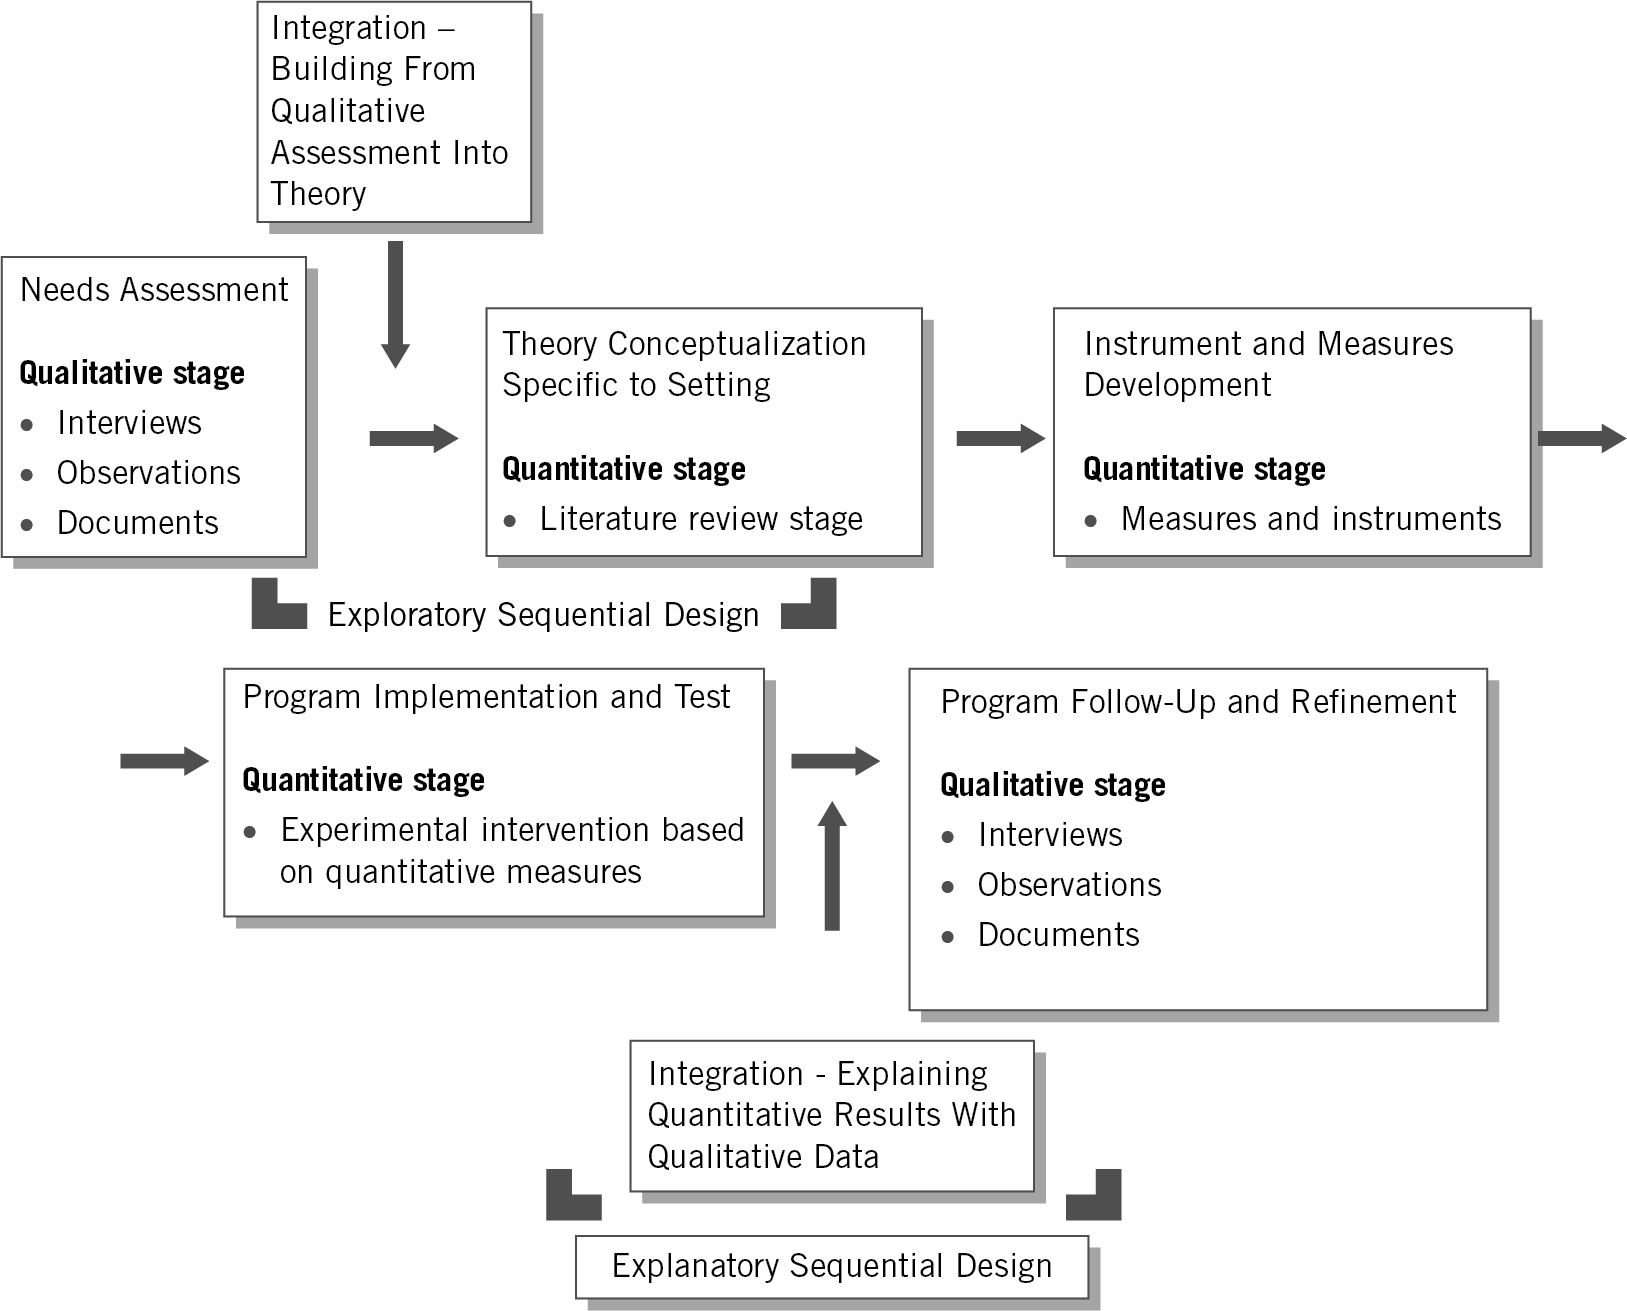 Integration –
Building From
Qualitative
Assessment Into
Theory
Needs Assessment
Qualitative stage
• Interviews
• Observations
• Documents
Theory Conceptualization
Specific to Setting
Quantitative stage
• Literature review stage
Instrument and Measures
Development
Quantitative stage
• Measures and instruments
Exploratory Sequential Design
Program Implementation and Test
Quantitative stage
• Experimental intervention based
on quantitative measures
Program Follow-Up and Refinement
Qualitative stage
• Interviews
• Observations
• Documents
Integration - Explaining
Quantitative Results With
Qualitative Data
Explanatory Sequential Design